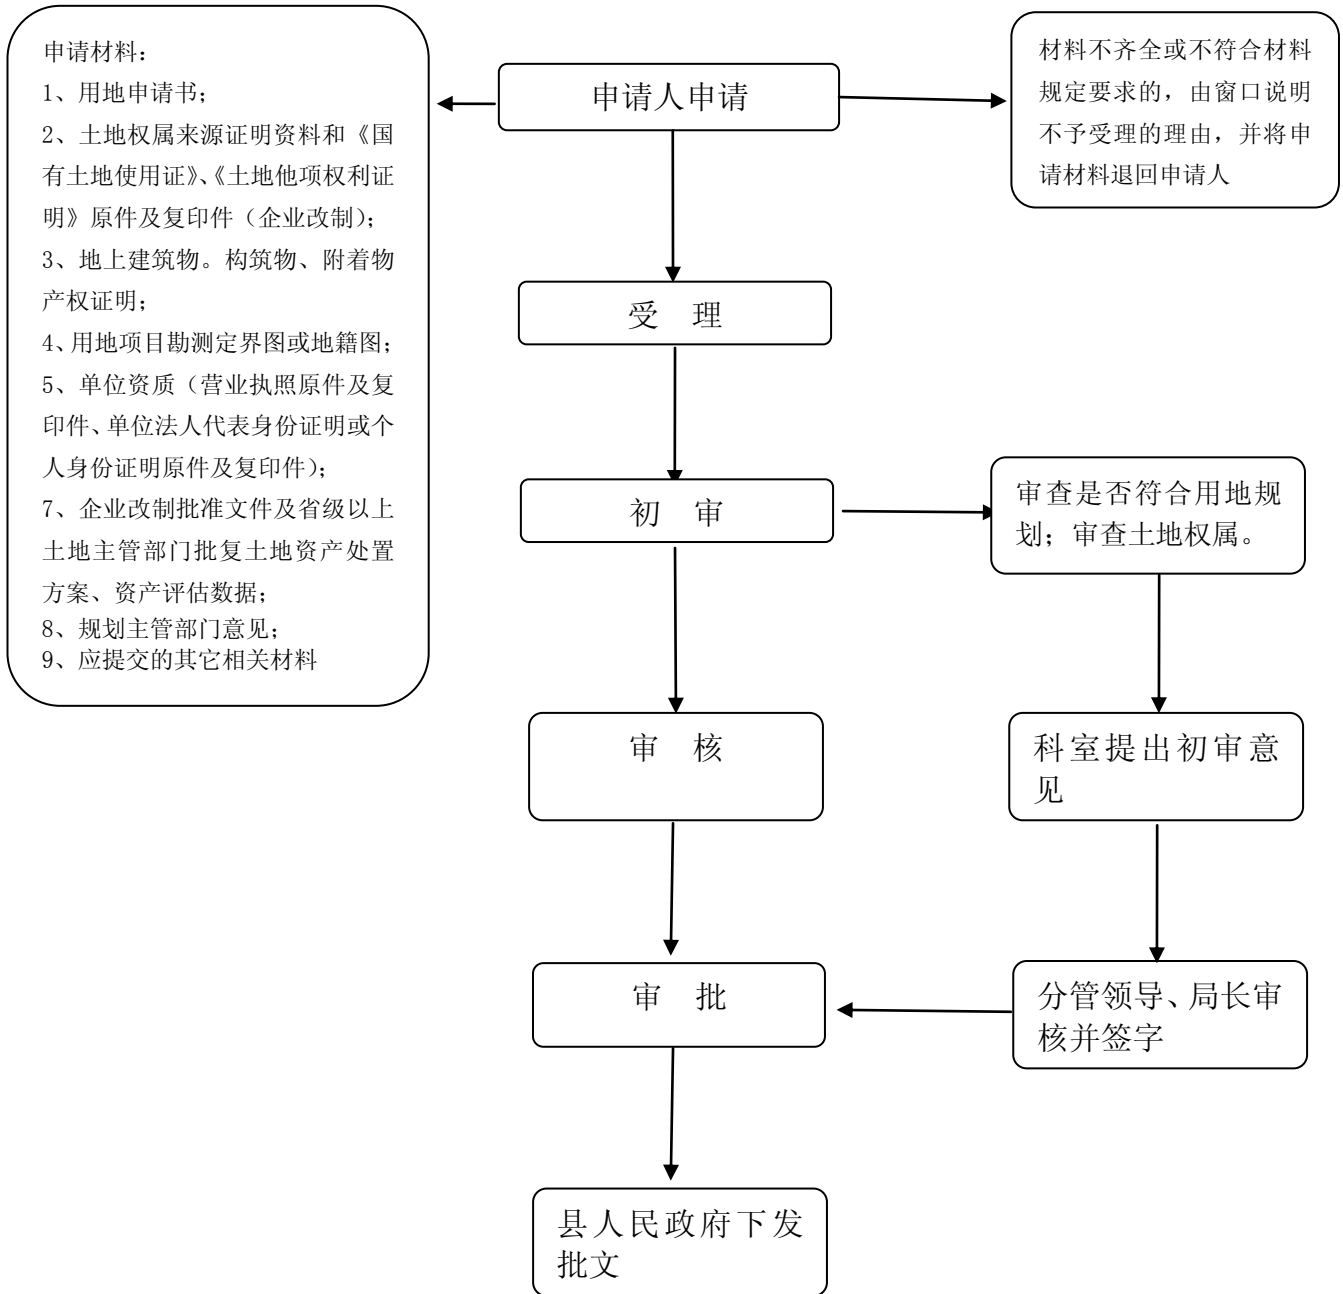 申请材料：
1、用地申请书；
2、土地权属来源证明资料和《国
有土地使用证》、《土地他项权利证
明》原件及复印件（企业改制）；
3、地上建筑物。构筑物、附着物
产权证明；
4、用地项目勘测定界图或地籍图；
5、单位资质（营业执照原件及复
印件、单位法人代表身份证明或个
人身份证明原件及复印件）；
7、企业改制批准文件及省级以上
土地主管部门批复土地资产处置
方案、资产评估数据；
8、规划主管部门意见；
9、应提交的其它相关材料
申请人申请
材料不齐全或不符合材料
规定要求的，由窗口说明
不予受理的理由，并将申
请材料退回申请人
受 理
初 审
审查是否符合用地规
划；审查土地权属。
审 核
科室提出初审意
见
审 批
分管领导、局长审
核并签字
县人民政府下发
批文